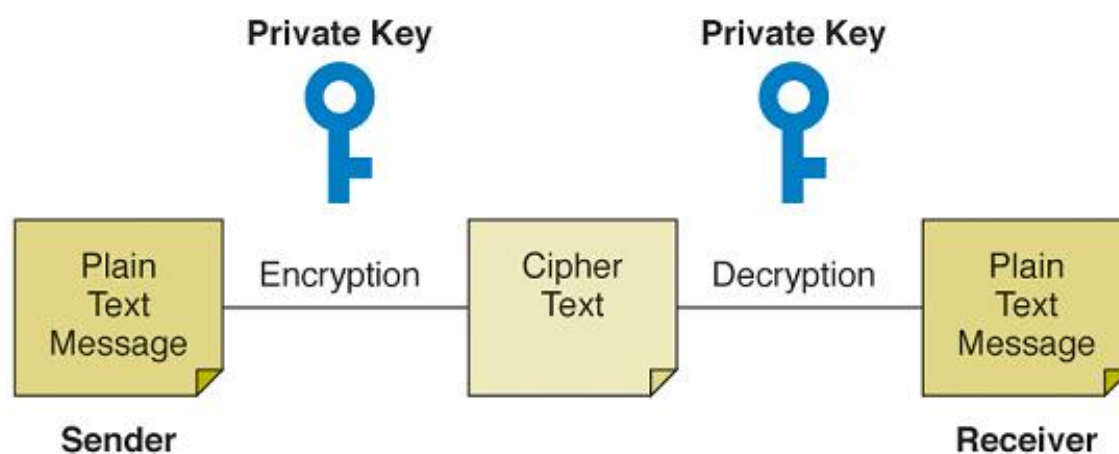 Private Key
Private Key
Plain
Text
Message
Encryption
Cipher
Text
Decryption
Plain
Text
Message
Sender
Receiver